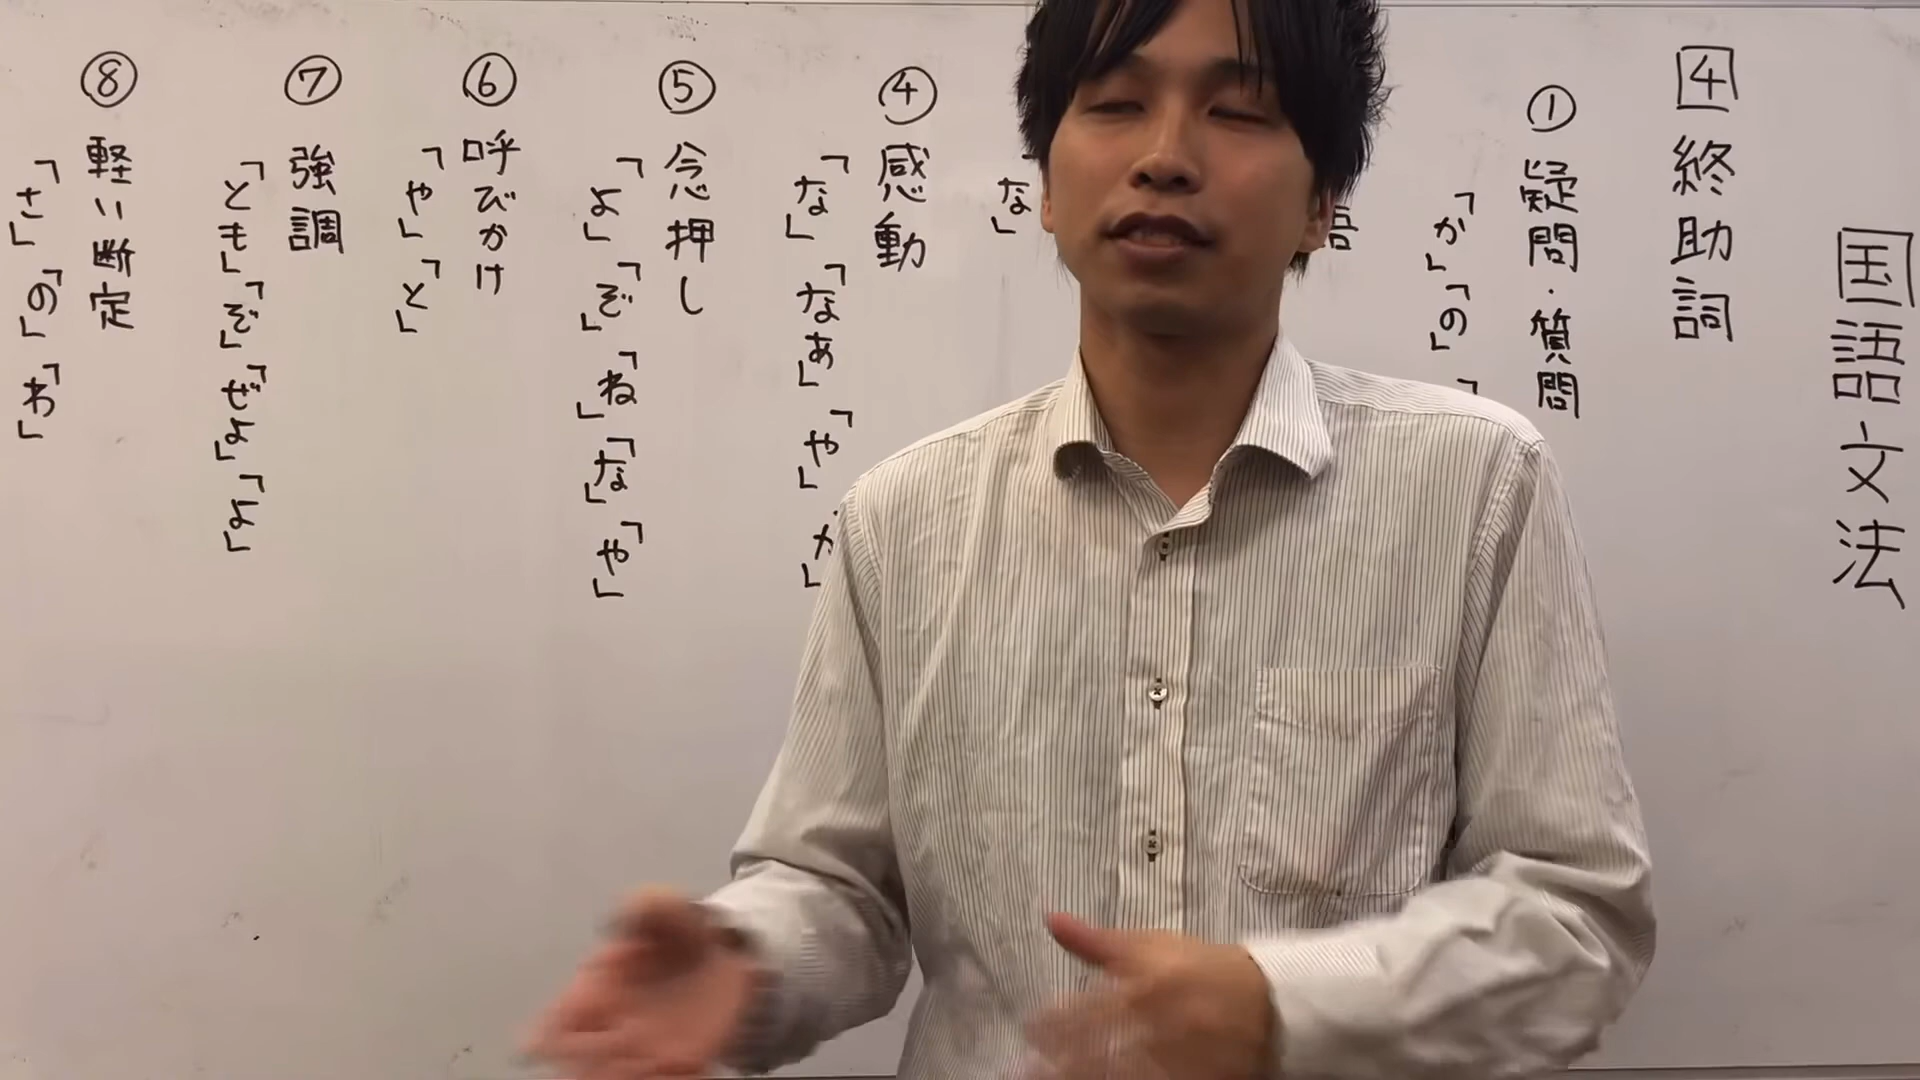 国語文法
4 終助詞
① 疑問・質問
「か」「の」「
語
な」
④ 感動
「な」「なあ」「や」
⑤ 念押し
「よ」「ぞ」「ね」「な」「や」
⑥ 呼びかけ
「や」「と」
⑦ 強調
「とも」「ぞ」「ぜよ」「よ」
⑧ 軽い断定
「さ」「の」「わ」